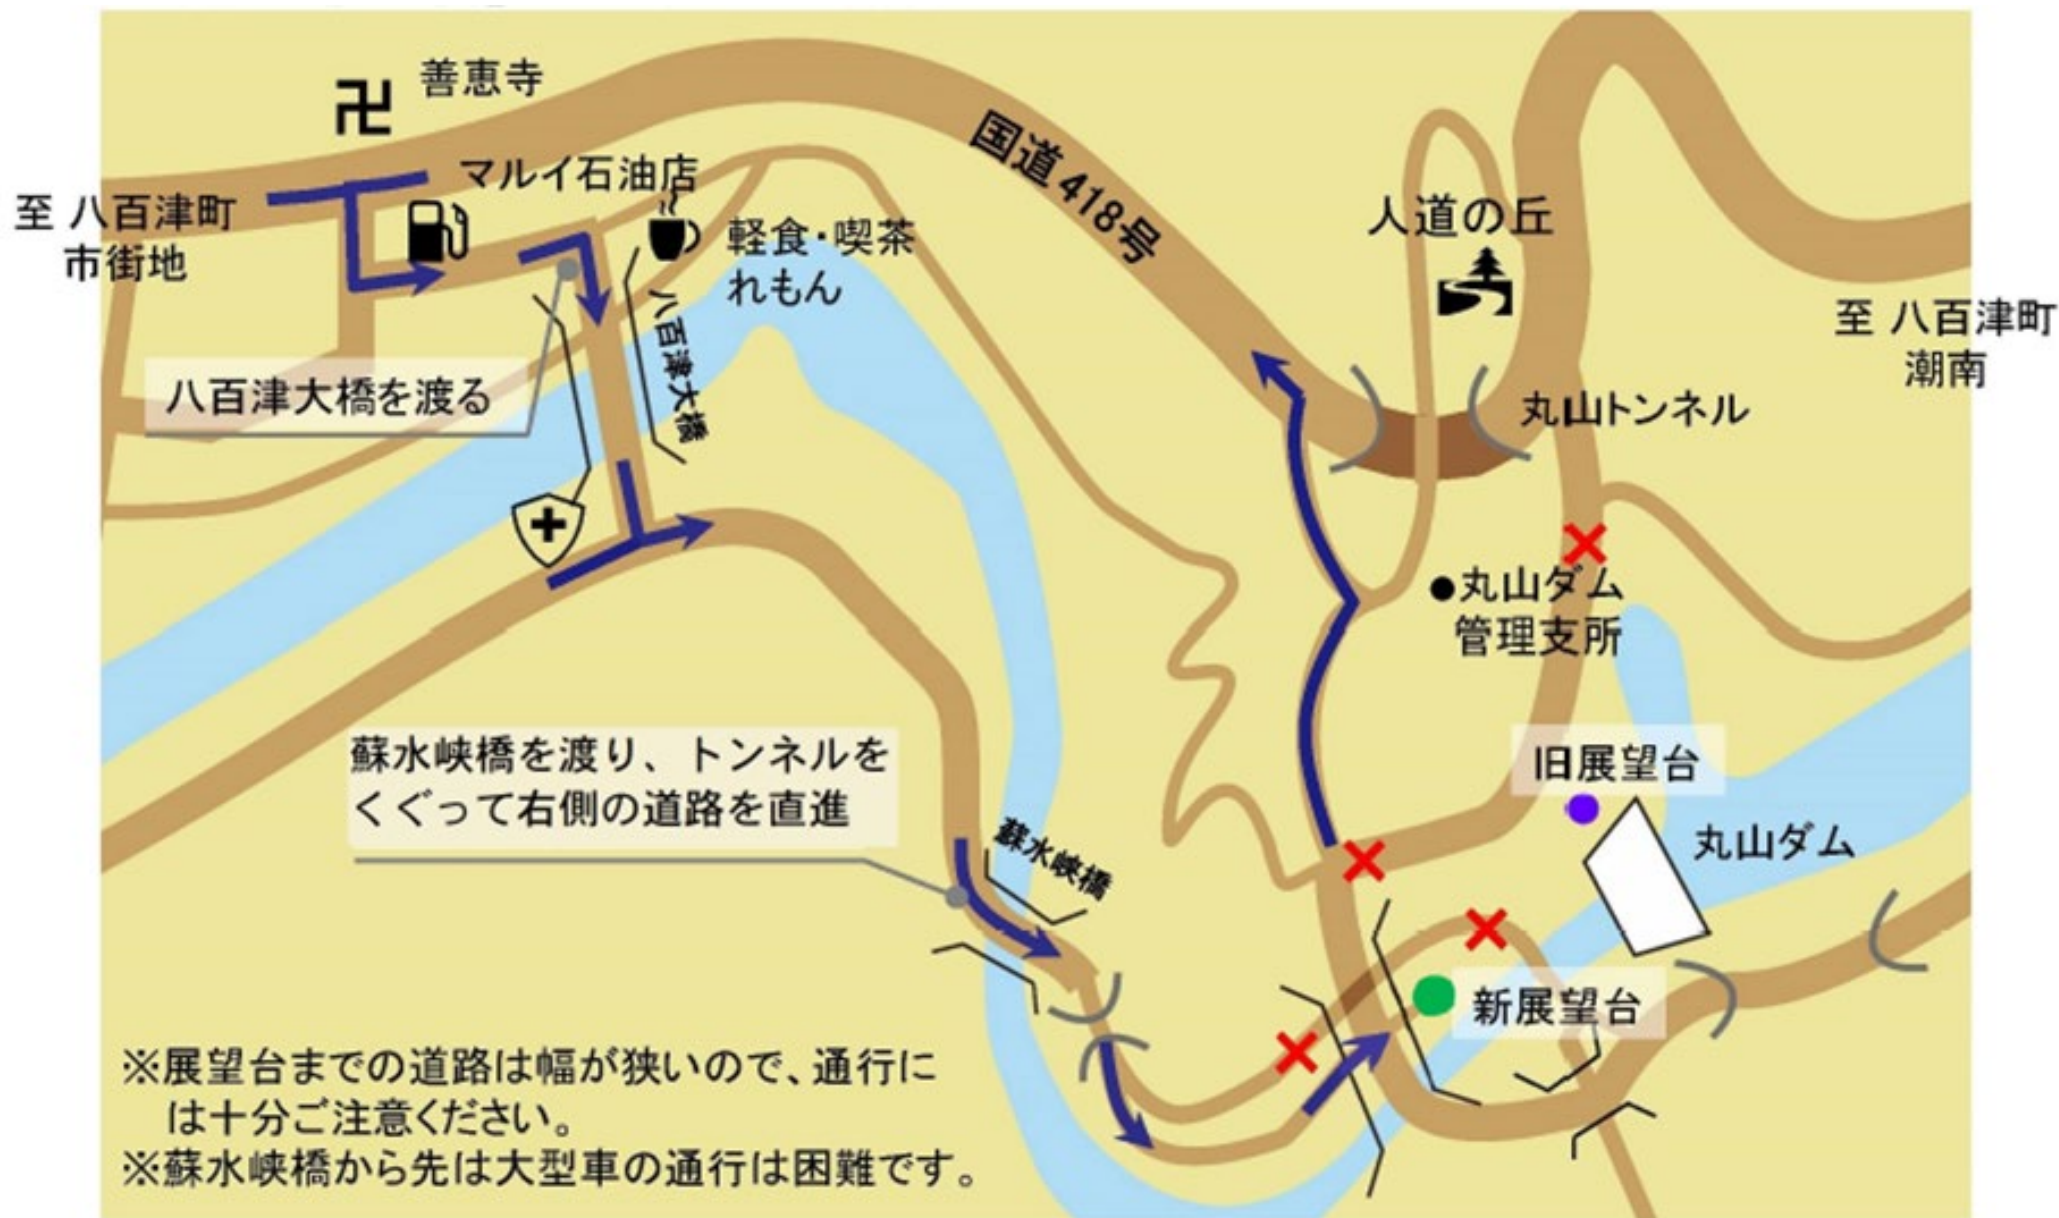 善恵寺
マルイ石油店
至 八百津町
市街地
軽食・喫茶
れもん
八百津大橋
八百津大橋を渡る
国道418号
人道の丘
至 八百津町
潮南
丸山トンネル
丸山ダム
管理支所
旧展望台
丸山ダム
蘇水峡橋を渡り、トンネルを
くぐって右側の道路を直進
蘇水峡橋
新展望台
※展望台までの道路は幅が狭いので、通行に
は十分ご注意ください。
※蘇水峡橋から先は大型車の通行は困難です。